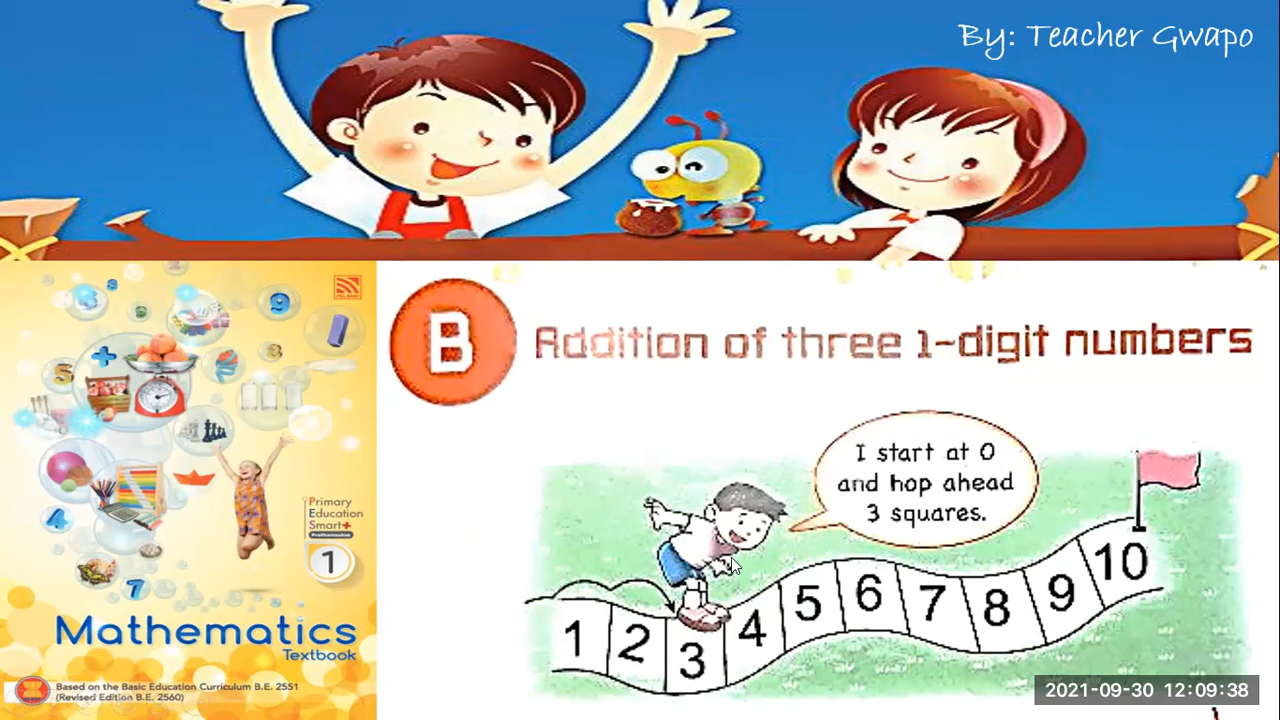 By: Teacher Gwapo
PELANGI
Primary
Education
Smart+
Prathomsuksa
1
Mathematics
Textbook
Based on the Basic Education Curriculum B.E. 2551
(Revised Edition B.E. 2560)
B
Addition of three 1-digit numbers
I start at 0
and hop ahead
3 squares.
1 2 3 4 5 6 7 8 9 10
2021-09-30 12:09:38